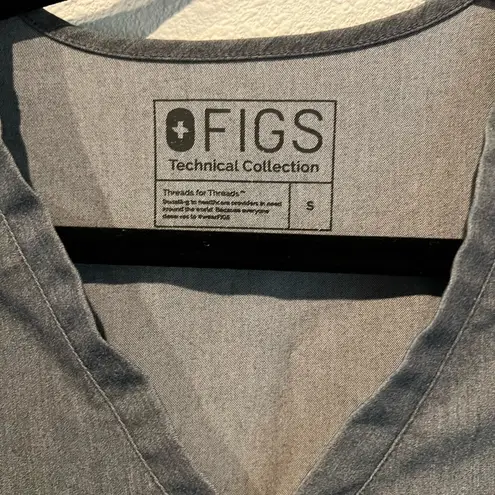 FIGS
Technical Collection
Threads for Threads™
Donating to healthcare providers in need
around the world. Because everyone
deserves to #wearFIGS
S